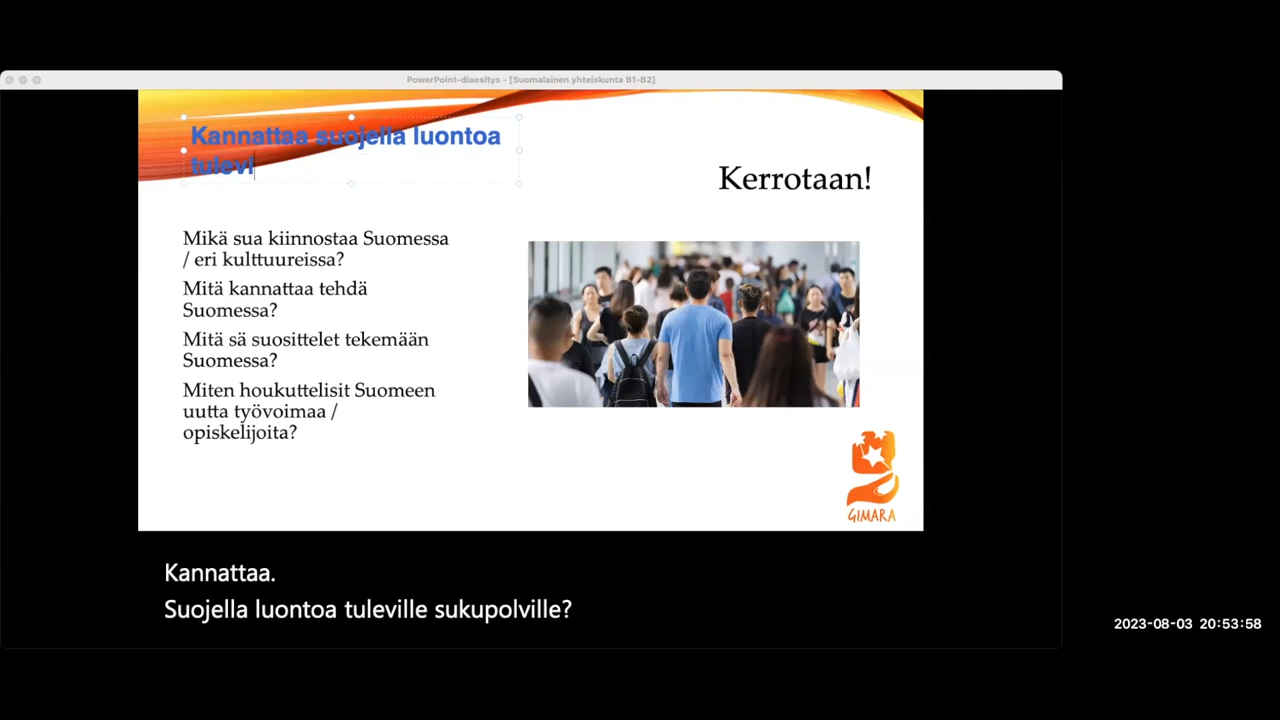 PowerPoint-diaesitys - [Suomalainen yhteiskunta B1-B2]
Kannattaa suojella luontoa
tulevi
Kerrotaan!
Mikä sua kiinnostaa Suomessa
/ eri kulttuureissa?
Mitä kannattaa tehdä
Suomessa?
Mitä sä suosittelet tekemään
Suomessa?
Miten houkuttelisit Suomeen
uutta työvoimaa /
opiskelijoita?
GIMARA
Kannattaa.
Suojella luontoa tuleville sukupolville?
2023-08-03 20:53:58